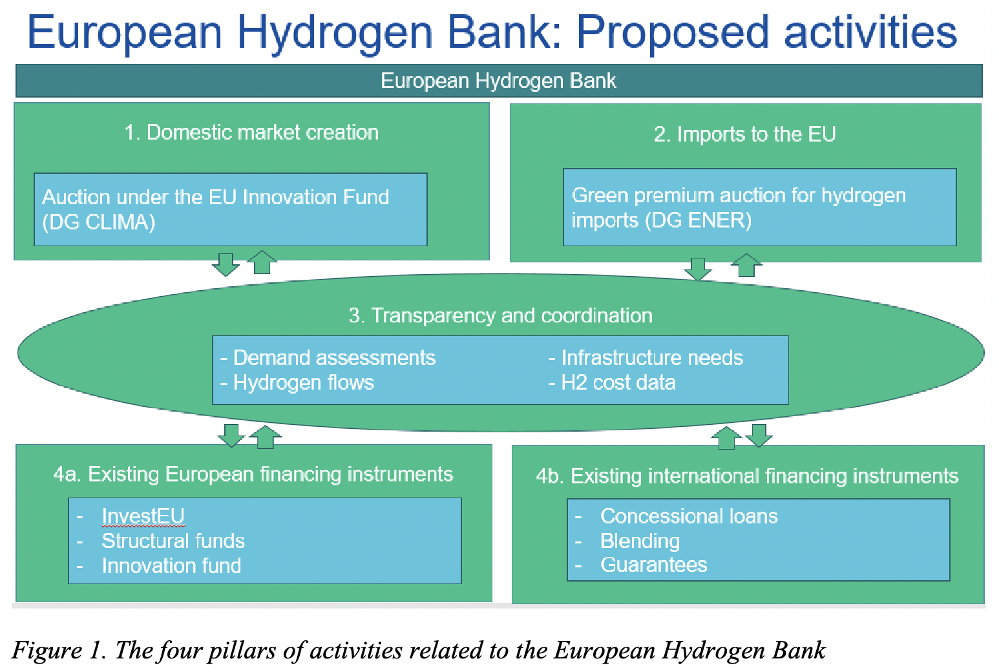 European Hydrogen Bank: Proposed activities
European Hydrogen Bank
1. Domestic market creation
Auction under the EU Innovation Fund
(DG CLIMA)
2. Imports to the EU
Green premium auction for hydrogen
imports (DG ENER)
3. Transparency and coordination
- Demand assessments
- Hydrogen flows
- Infrastructure needs
- H2 cost data
4a. Existing European financing instruments
- InvestEU
- Structural funds
- Innovation fund
4b. Existing international financing instruments
- Concessional loans
- Blending
- Guarantees
Figure 1. The four pillars of activities related to the European Hydrogen Bank